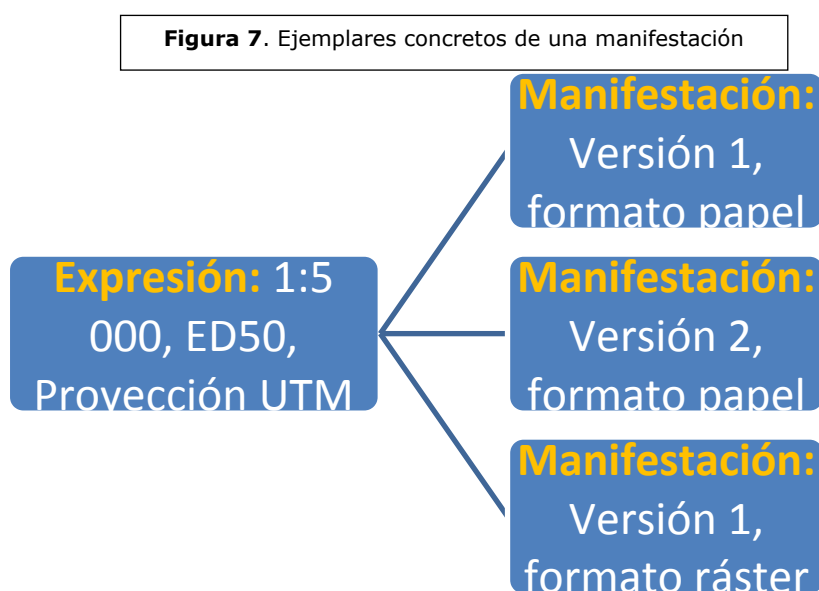 Figura 7. Ejemplares concretos de una manifestación
Manifestación:
Versión 1,
formato papel
Expresión: 1:5
000, ED50,
Proyección UTM
Manifestación:
Versión 2,
formato papel
Manifestación:
Versión 1,
formato ráster